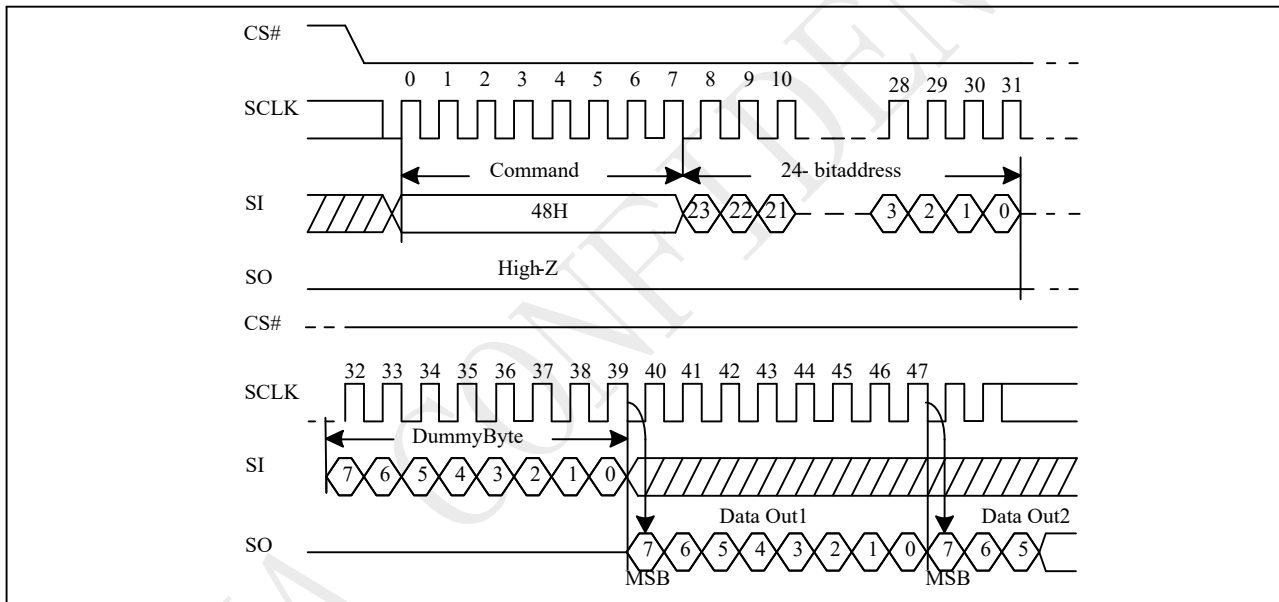 CS#
0 1 2 3 4 5 6 7 8 9 10 28 29 30 31
SCLK
Command 24- bitaddress
SI 48H 23 22 21 3 2 1 0
High-Z
SO
CS#
32 33 34 35 36 37 38 39 40 41 42 43 44 45 46 47
SCLK
DummyByte
SI 7 6 5 4 3 2 1 0
Data Out1 Data Out2
SO 7 6 5 4 3 2 1 0 7 6 5
MSB MSB